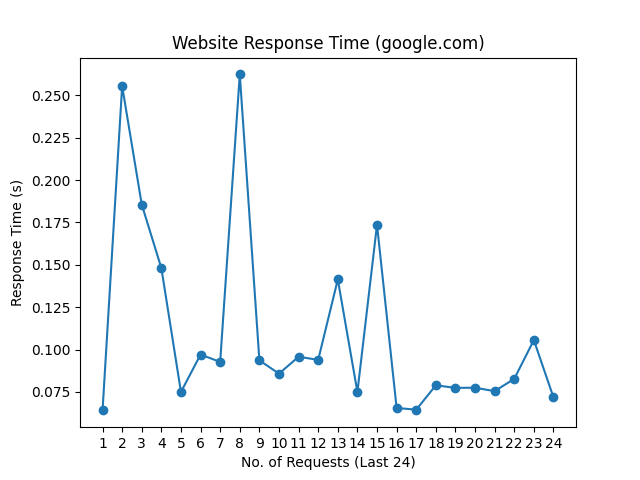 Website Response Time (google.com)
Response Time (s)
0.250
0.225
0.200
0.175
0.150
0.125
0.100
0.075
1 2 3 4 5 6 7 8 9 10 11 12 13 14 15 16 17 18 19 20 21 22 23 24
No. of Requests (Last 24)